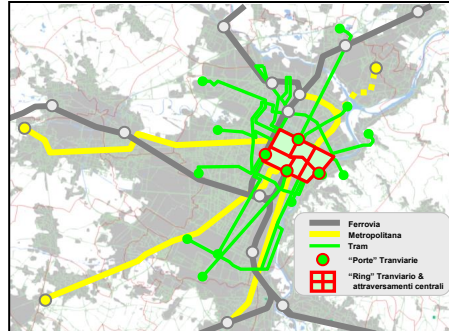 Ferrovia
Metropolitana
Tram
“Porte” Tranviarie
“Ring” Tranviario &
attraversamenti centrali